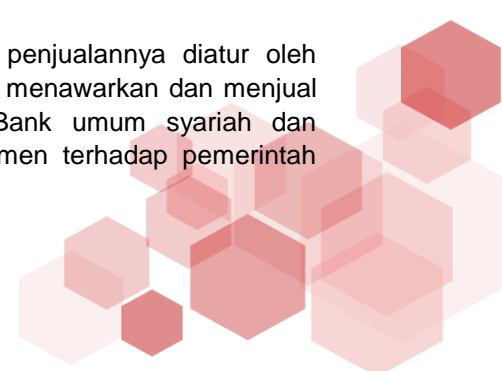 penjualannya diatur oleh
menawarkan dan menjual
Bank umum syariah dan
men terhadap pemerintah